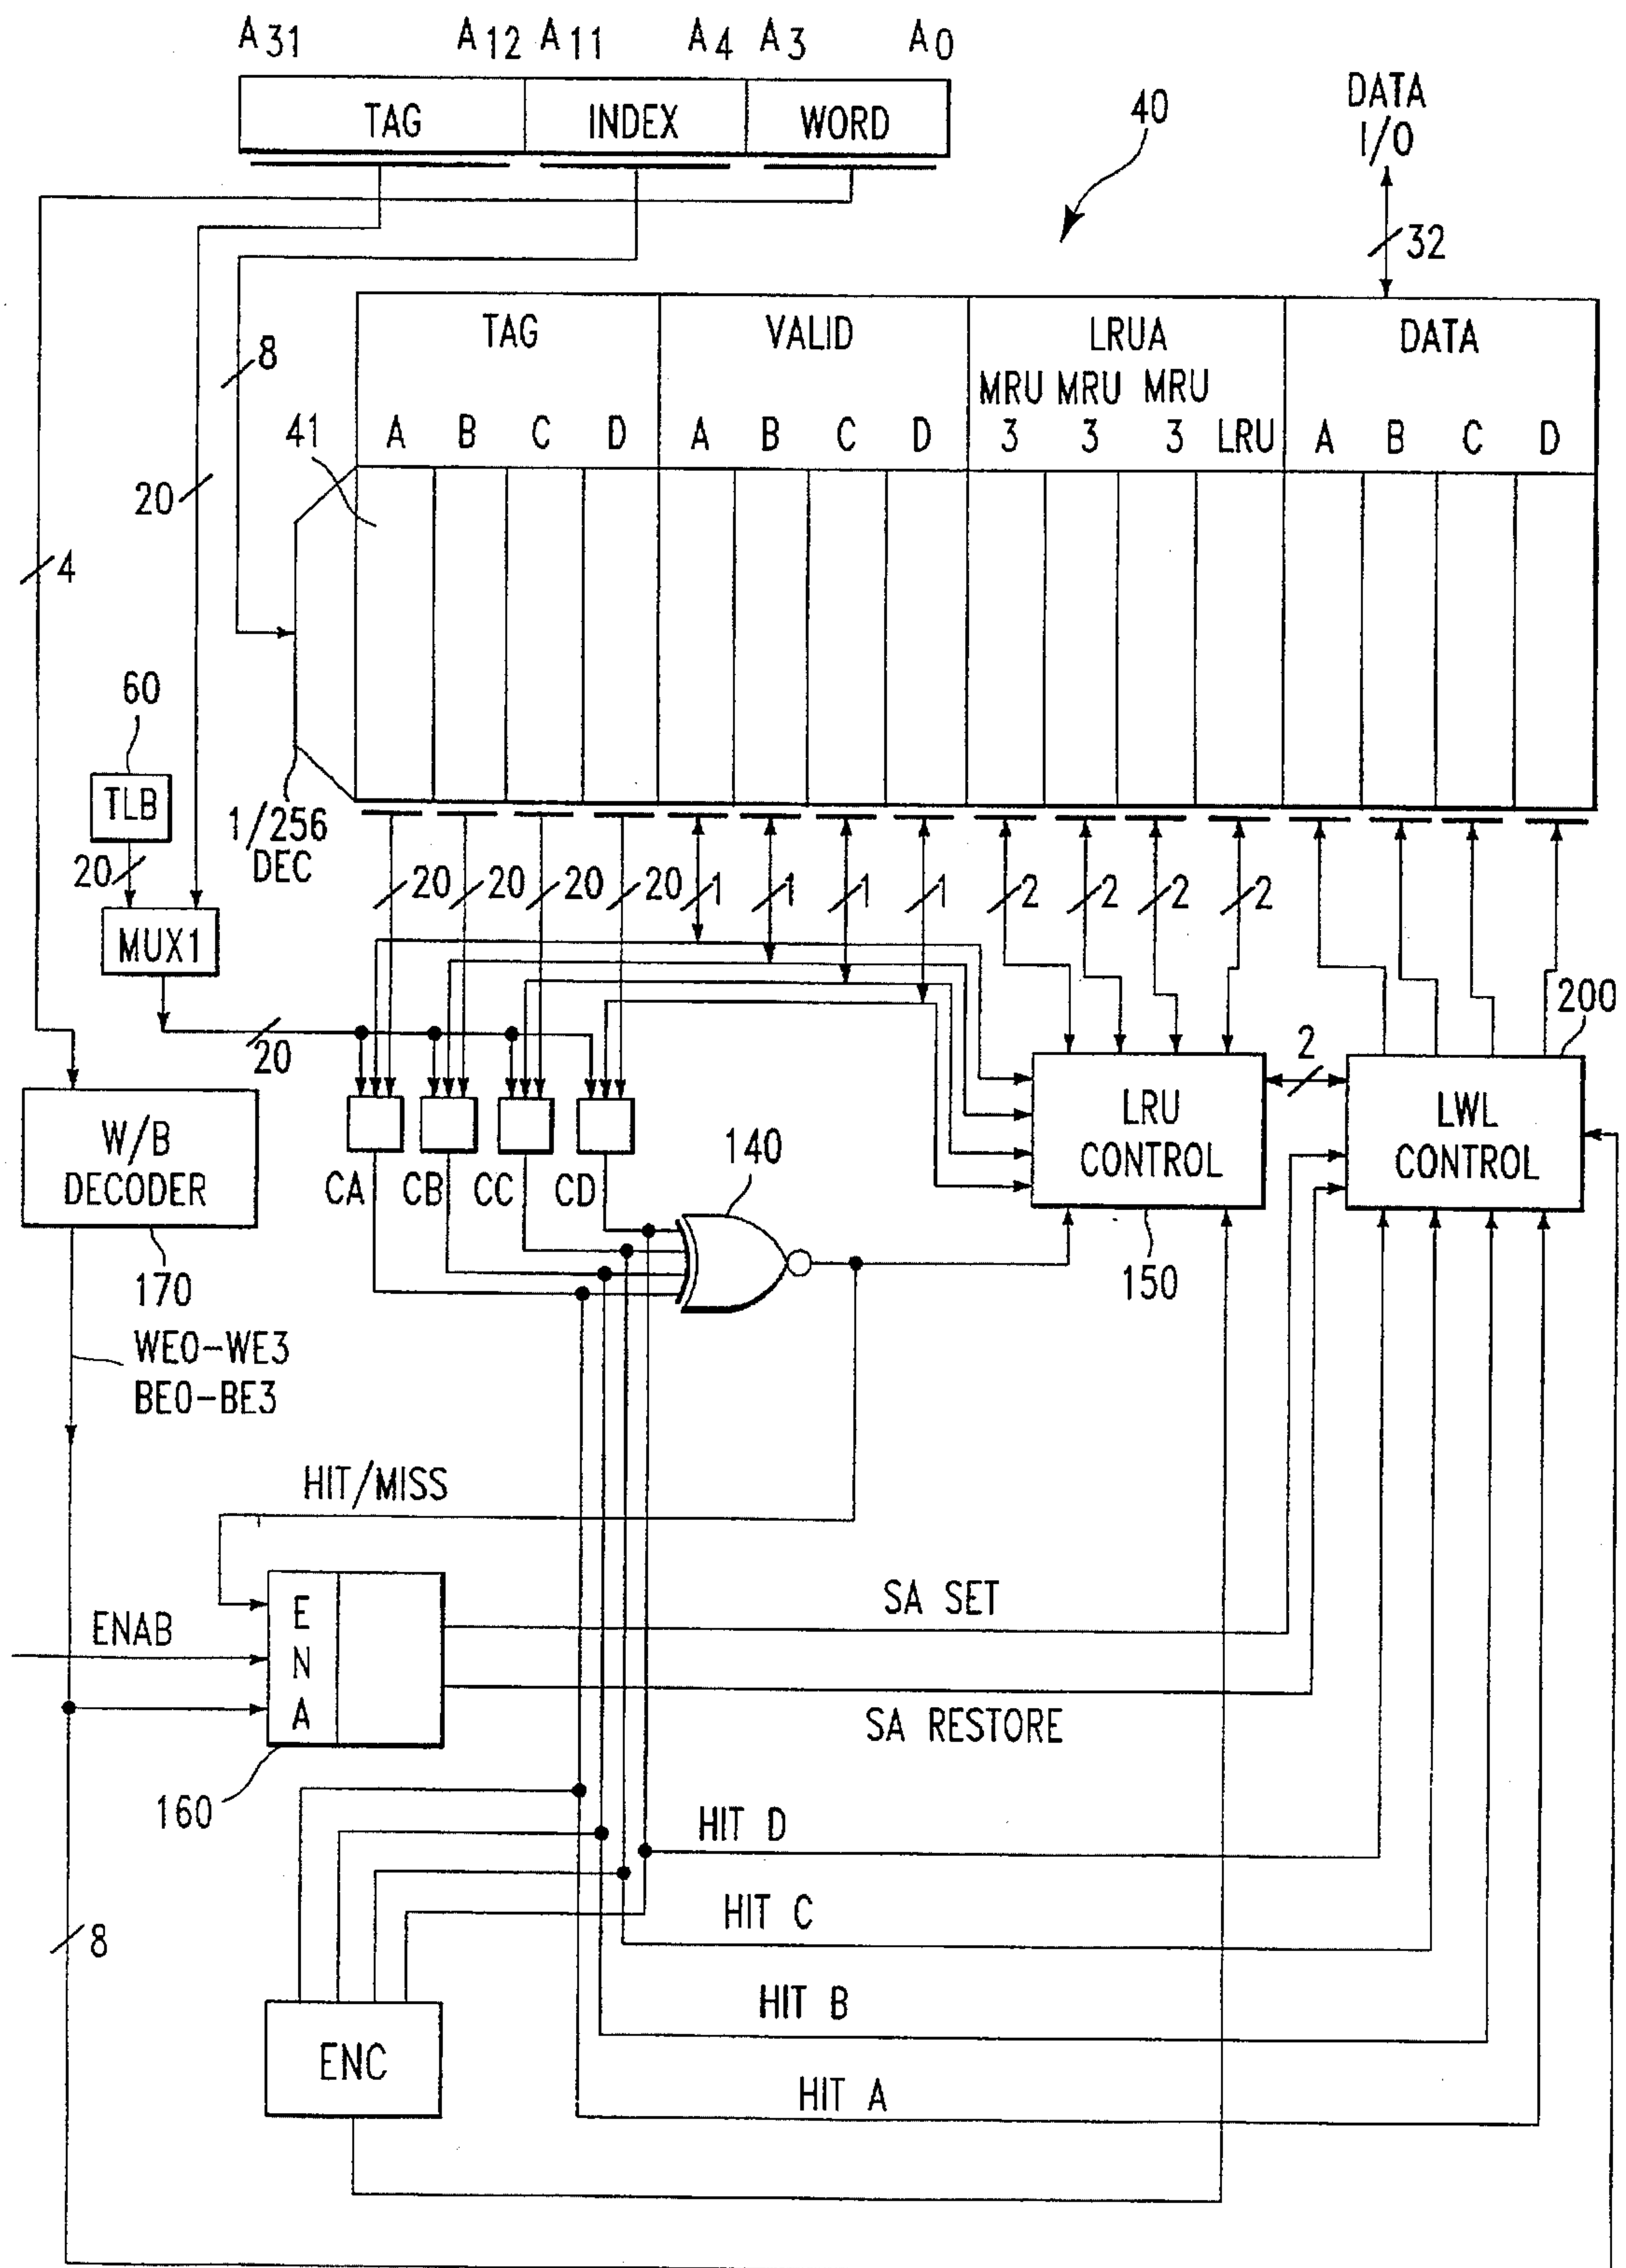 A31 A12 A11 A4 A3 A0
TAG INDEX WORD
40
DATA
I/O
32
8
20
4
41
TAG VALID LRUA DATA
MRU MRU MRU
A B C D A B C D 3 3 3 LRU A B C D
60
TLB
1/256
DEC
20
MUX1
20
20 20 20 20 1 1 1 1 2 2 2 2
200
2
W/B
DECODER
CA CB CC CD
140
LRU
CONTROL
LWL
CONTROL
170
150
WE0-WE3
BE0-BE3
HIT/MISS
ENAB
E
N
A
SA SET
SA RESTORE
160
HIT D
HIT C
8
HIT B
ENC
HIT A